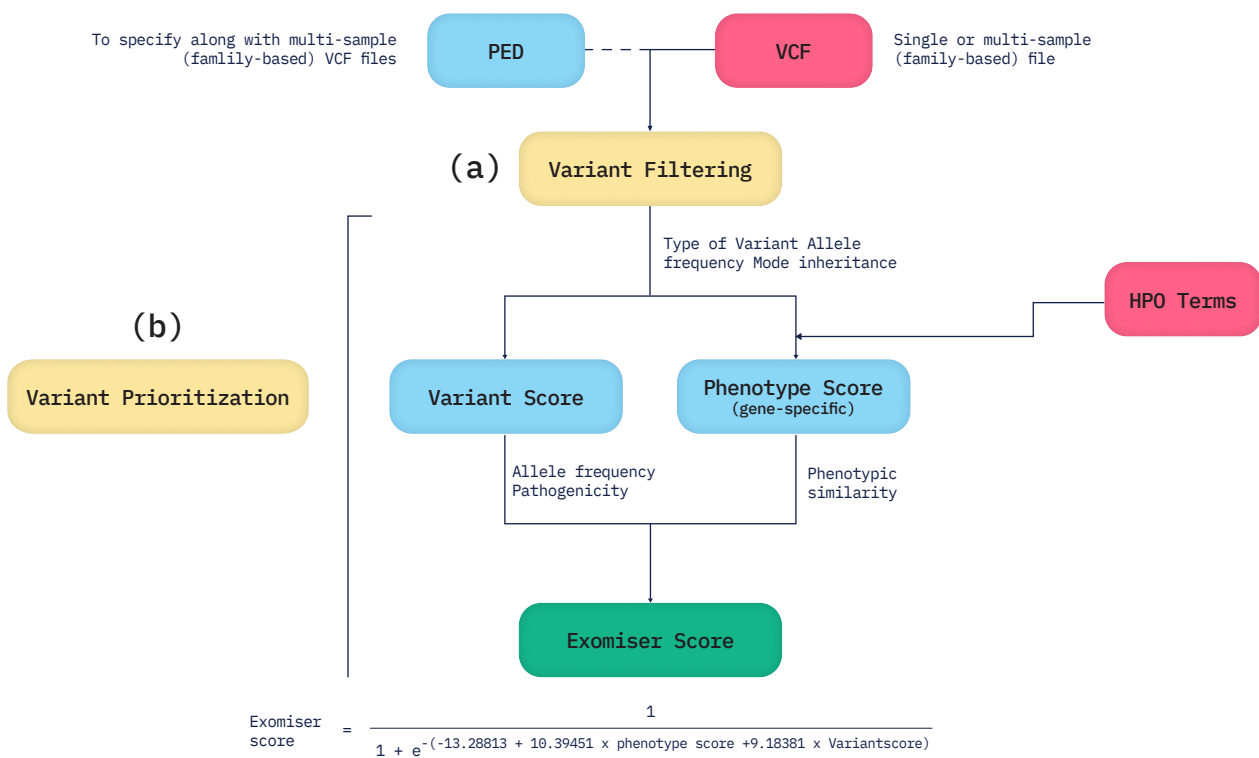 To specify along with multi-sample
(famlily-based) VCF files
PED
VCF
Single or multi-sample
(family-based) file
(a)
Variant Filtering
Type of Variant Allele
frequency Mode inheritance
HPO Terms
(b)
Variant Prioritization
Variant Score
Phenotype Score
(gene-specific)
Allele frequency
Pathogenicity
Phenotypic
similarity
Exomiser Score
Exomiser
score
=
1
1 + e-(-13.28813 + 10.39451 x phenotype score +9.18381 x Variantscore)